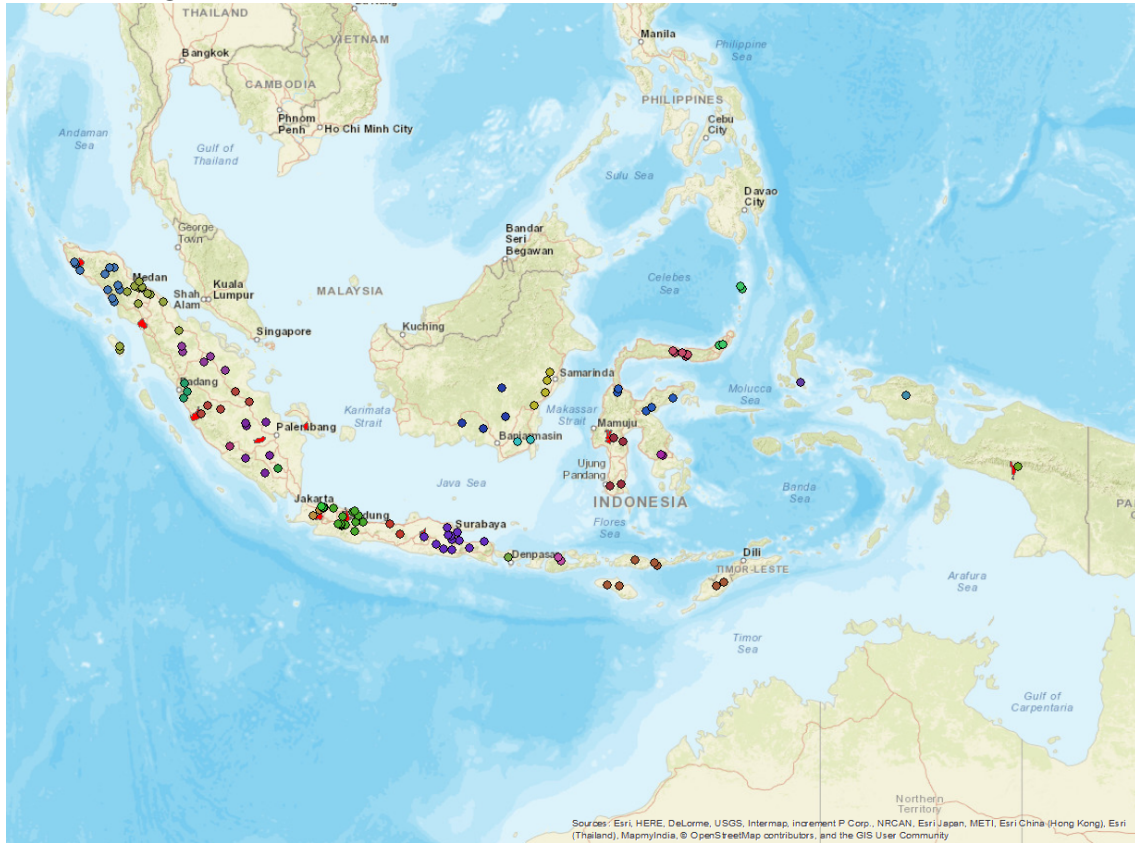 THAILAND
VIETNAM
Manila
Philippine
Sea
Bangkok
CAMBODIA
PHILIPPINES
Phnom
Penh
Ho Chi Minh City
Cebu
City
Andaman
Sea
Gulf of
Thailand
Sulu Sea
Davao
City
George
Town
Bandar
Seri
Begawan
Medan
Celebes
Sea
Kuala
Lumpur
Shah
Alam
MALAYSIA
Singapore
Kuching
Samarinda
Molucca
Sea
Karimata
Strait
Makassar
Strait
Mamuju
Ujung
Pandang
Java Sea
Banda
Sea
INDONESIA
Jakarta
Surabaya
Flores
Sea
Dili
TIMOR-LESTE
Arafura
Sea
Timor
Sea
Gulf of
Carpentaria
Northern
Territory
Sources: Esri, HERE, DeLorme, USGS, Intermap, increment P Corp., NRCAN, Esri Japan, METI, Esri China (Hong Kong), Esri
(Thailand), MapmyIndia, © OpenStreetMap contributors, and the GIS User Community